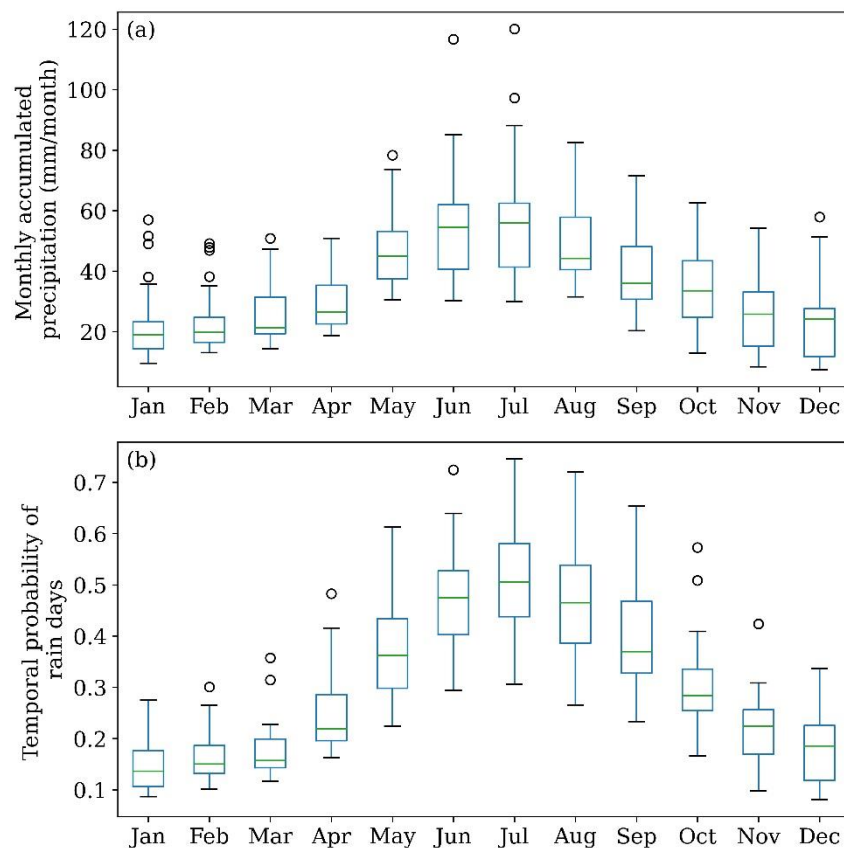 (a)
Monthly accumulated
precipitation (mm/month)
120
100
80
60
40
20
Jan Feb Mar Apr May Jun Jul Aug Sep Oct Nov Dec
(b)
Temporal probability of
rain days
0.7
0.6
0.5
0.4
0.3
0.2
0.1
Jan Feb Mar Apr May Jun Jul Aug Sep Oct Nov Dec